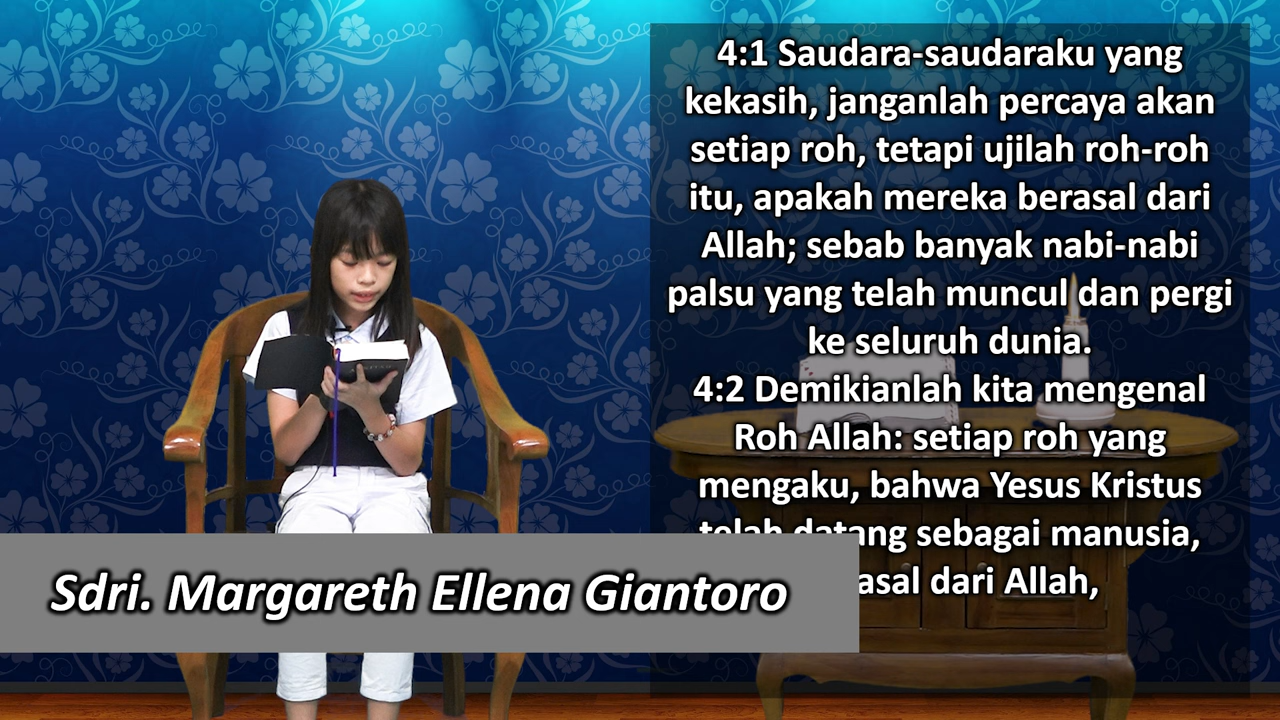 4:1 Saudara-saudaraku yang
kekasih, janganlah percaya akan
setiap roh, tetapi ujilah roh-roh
itu, apakah mereka berasal dari
Allah; sebab banyak nabi-nabi
palsu yang telah muncul dan pergi
ke seluruh dunia.
4:2 Demikianlah kita mengenal
Roh Allah: setiap roh yang
mengaku, bahwa Yesus Kristus
telah datang sebagai manusia,
asal dari Allah,
Sdri. Margareth Ellena Giantoro